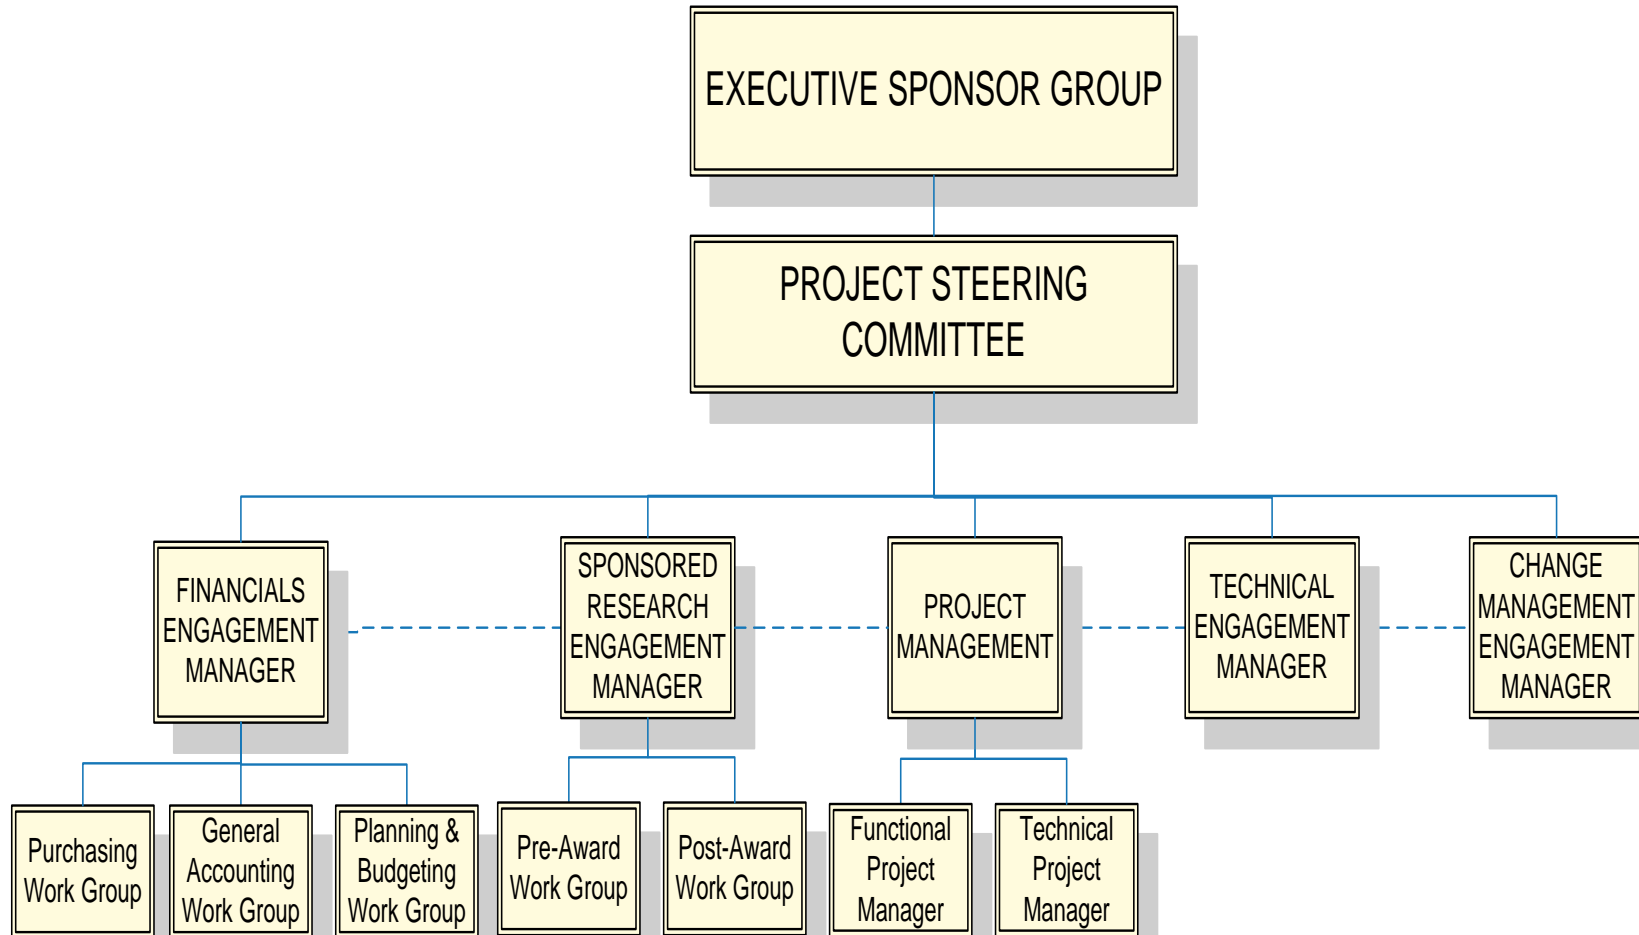 EXECUTIVE SPONSOR GROUP
PROJECT STEERING
COMMITTEE
FINANCIALS
ENGAGEMENT
MANAGER
SPONSORED
RESEARCH
ENGAGEMENT
MANAGER
PROJECT
MANAGEMENT
TECHNICAL
ENGAGEMENT
MANAGER
CHANGE
MANAGEMENT
ENGAGEMENT
MANAGER
Purchasing
Work Group
General
Accounting
Work Group
Planning &
Budgeting
Work Group
Pre-Award
Work Group
Post-Award
Work Group
Functional
Project
Manager
Technical
Project
Manager